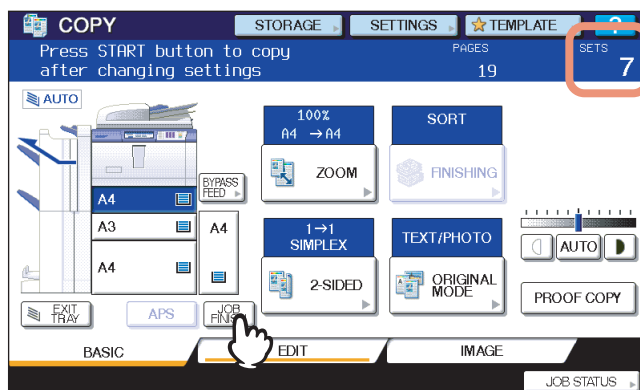 COPY
STORAGE
SETTINGS
TEMPLATE
?
Press START button to copy
after changing settings
PAGES
19
SETS
7
AUTO
100%
A4 → A4
SORT
ZOOM
FINISHING
BYPASS
FEED
A4
A3
A4
A4
1→1
SIMPLEX
TEXT/PHOTO
2-SIDED
ORIGINAL
MODE
AUTO
PROOF COPY
EXIT
TRAY
APS
JOB
BASIC
EDIT
IMAGE
JOB STATUS